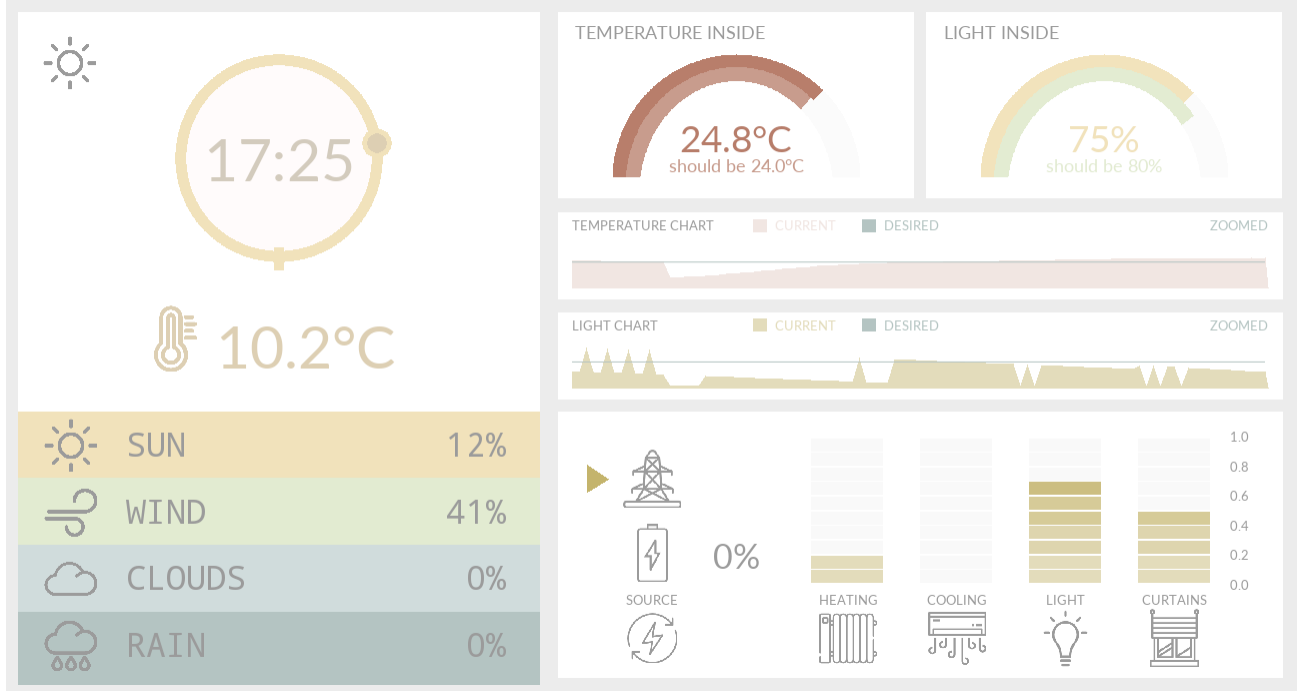 17:25
10.2°C
SUN 12%
WIND 41%
CLOUDS 0%
RAIN 0%
TEMPERATURE INSIDE
24.8°C
should be 24.0°C
LIGHT INSIDE
75%
should be 80%
TEMPERATURE CHART CURRENT DESIRED ZOOMED
LIGHT CHART CURRENT DESIRED ZOOMED
0%
SOURCE
1.0
0.8
0.6
0.4
0.2
0.0
HEATING COOLING LIGHT CURTAINS